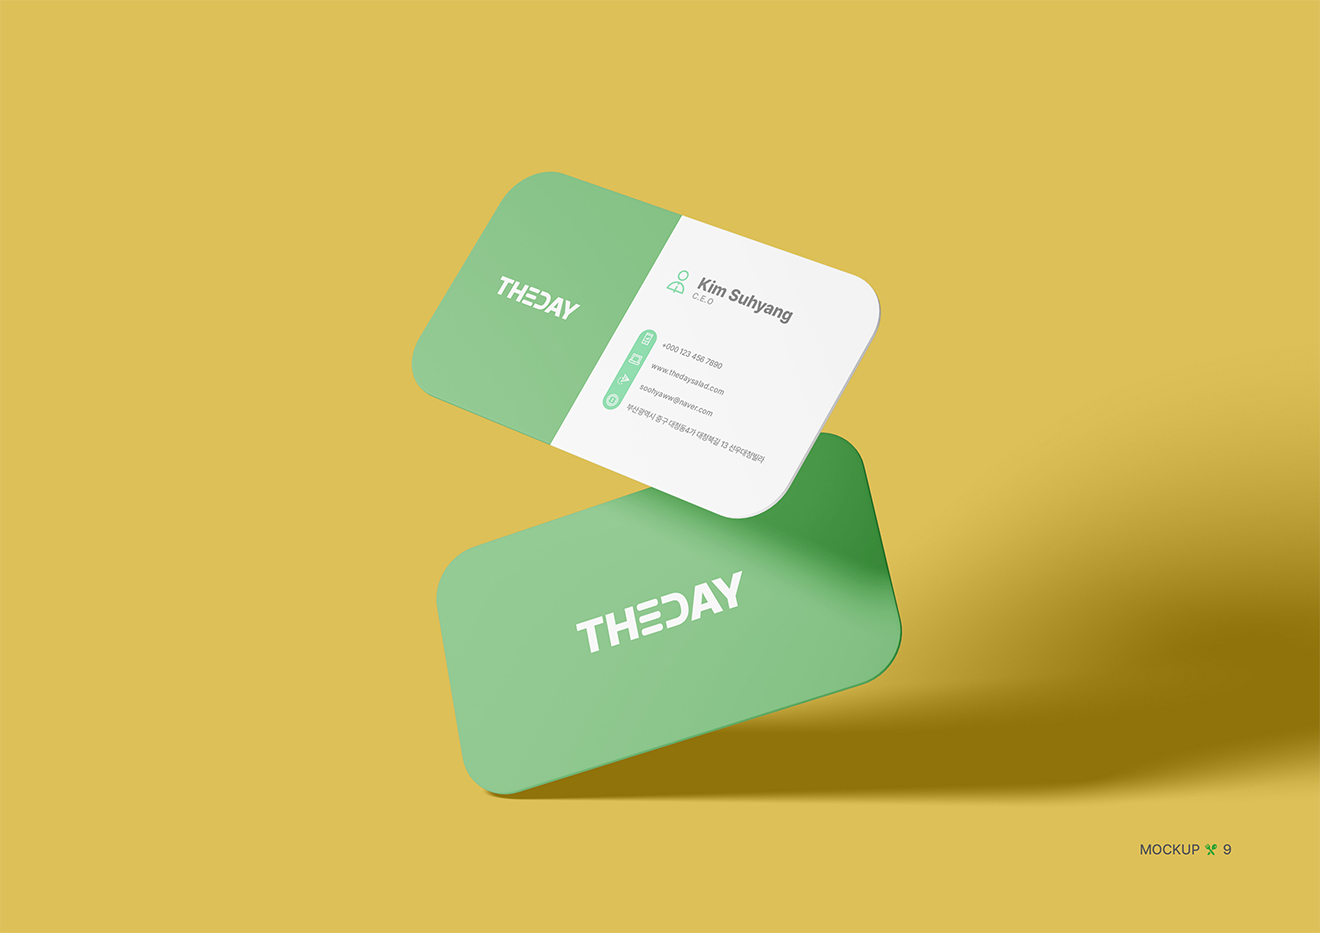 THEDAY
Kim Suhyang
C.E.O
+000 123 456 7890
www.thedaysalad.com
soohyaww@naver.com
부산광역시 중구 대청동4가 대청북길 13 선우대청빌라
THEDAY
MOCKUP 9